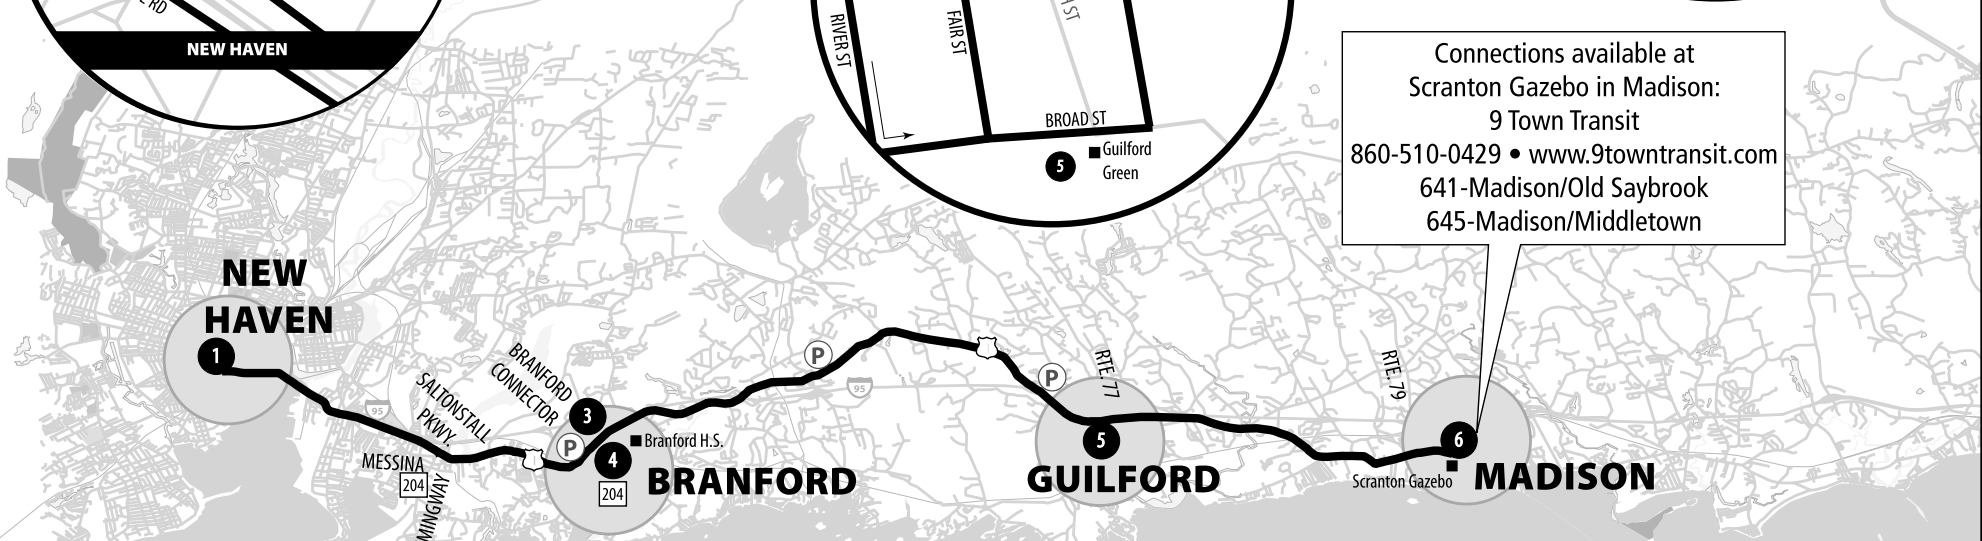 RD
NEW HAVEN
RIVER ST
FAIR ST
ST
BROAD ST
5
Guilford
Green
Connections available at
Scranton Gazebo in Madison:
9 Town Transit
860-510-0429 • www.9towntransit.com
641-Madison/Old Saybrook
645-Madison/Middletown
NEW
HAVEN
1
95
SALTONSTALL
PKWY.
BRANFORD
CONNECTOR
3
P
4
Branford H.S.
204
BRANFORD
MESSINA
204
P
95
P
RTE. 77
5
GUILFORD
RTE. 79
6
Scranton Gazebo
MADISON